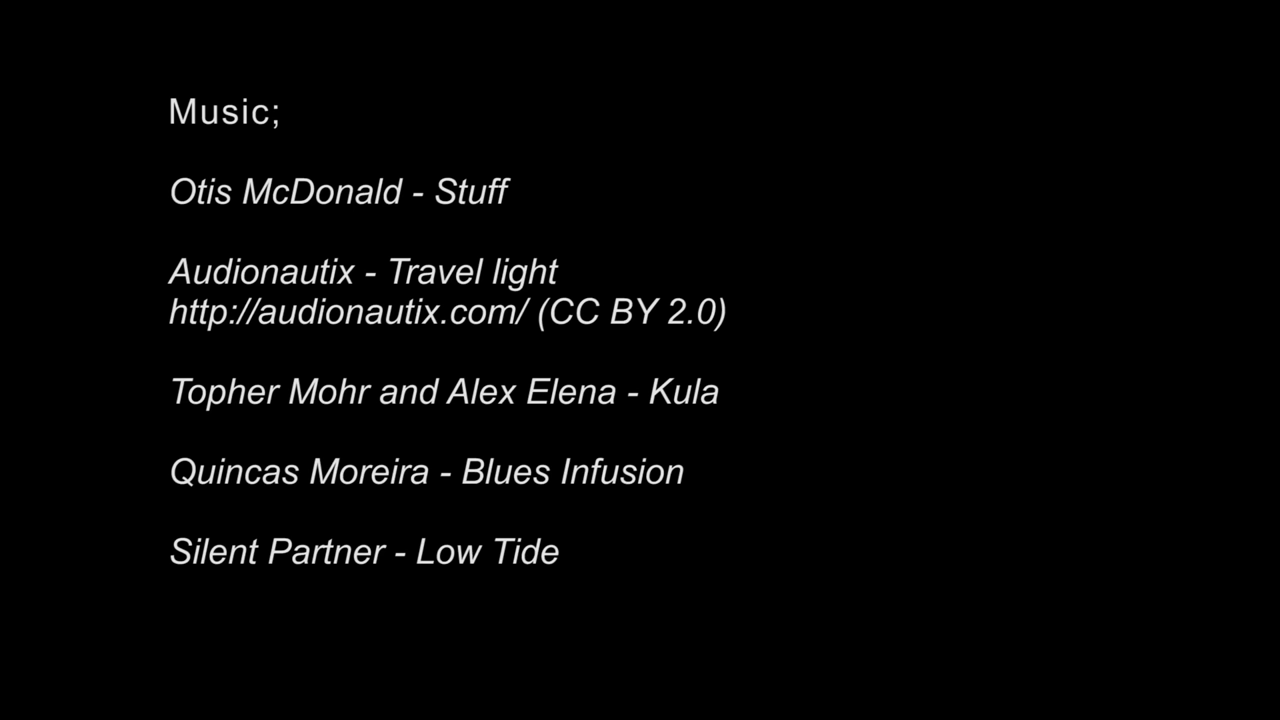 Music;
Otis McDonald - Stuff
Audionautix - Travel light
http://audionautix.com/ (CC BY 2.0)
Topher Mohr and Alex Elena - Kula
Quincas Moreira - Blues Infusion
Silent Partner - Low Tide